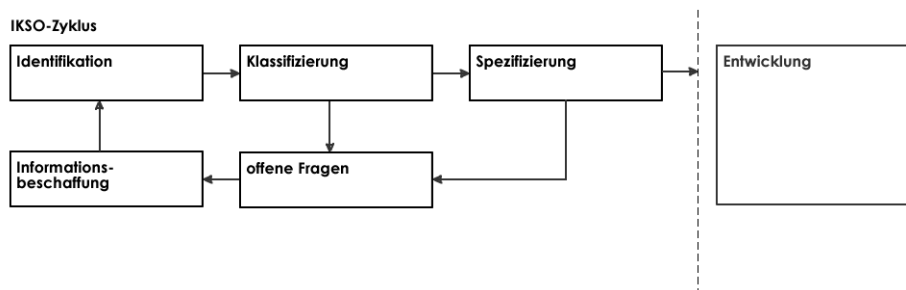 IKSO-Zyklus
Identifikation
Klassifizierung
Spezifizierung
Entwicklung
Informations-
beschaffung
offene Fragen